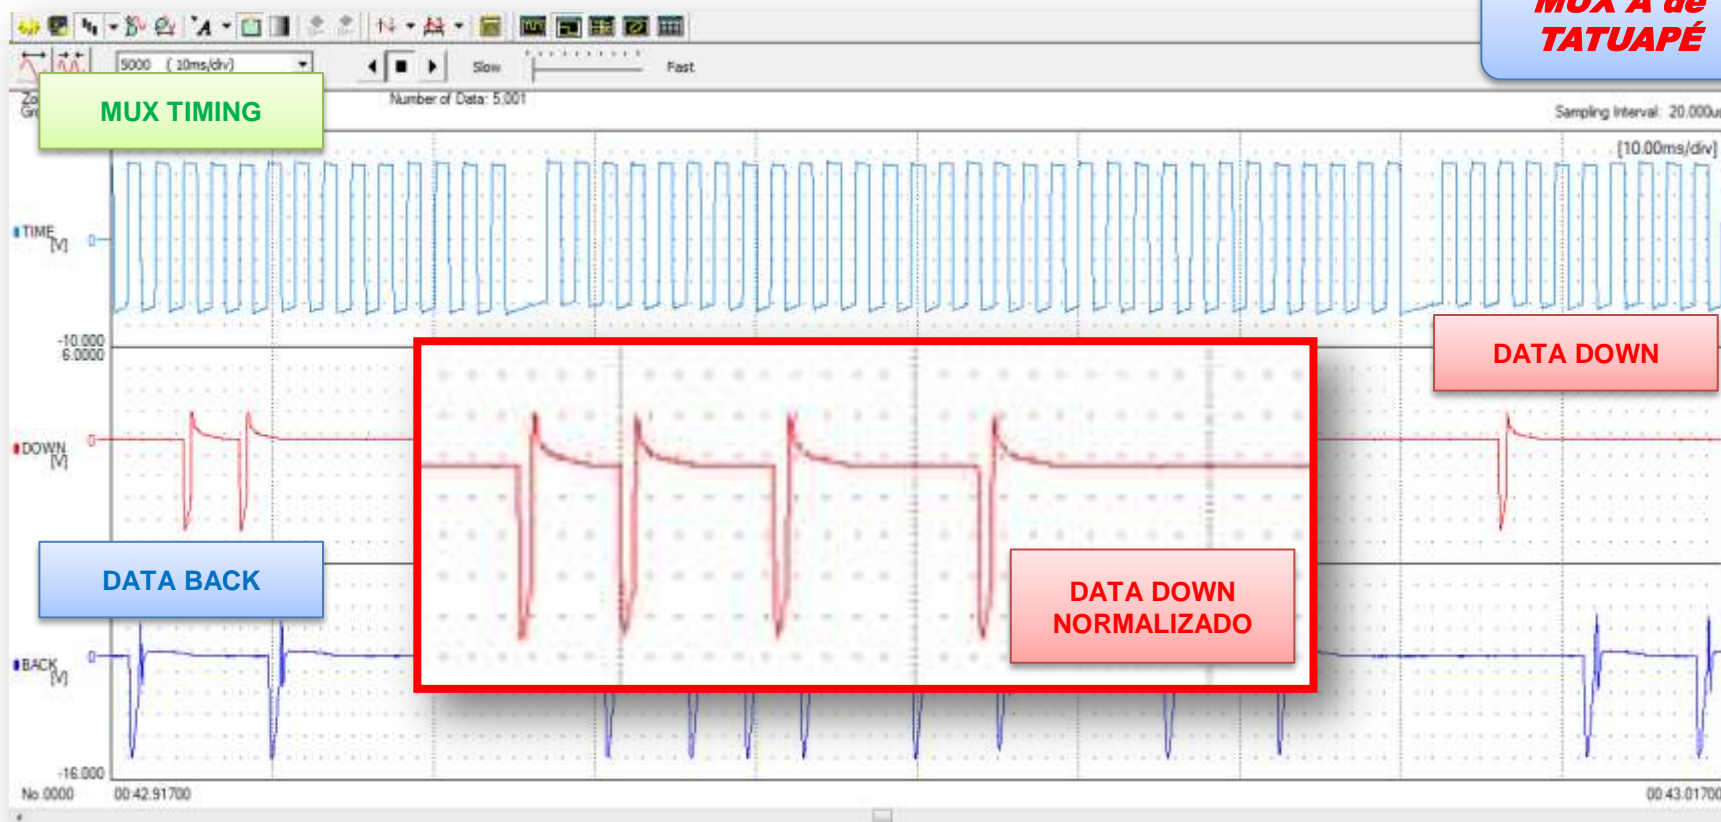 MUX A de
TATUAPÉ
A
5000 ( 10ms/div)
Slow
Fast
MUX TIMING
Number of Data: 5,001
Sampling Interval: 20.000us
[10.00ms/div]
TIME
[V]
0
-10.000
6.0000
DATA DOWN
DOWN
[V]
0
DATA BACK
DATA DOWN
NORMALIZADO
BACK
[V]
0
-16.000
No.0000
00:42.91700
00:43.01700